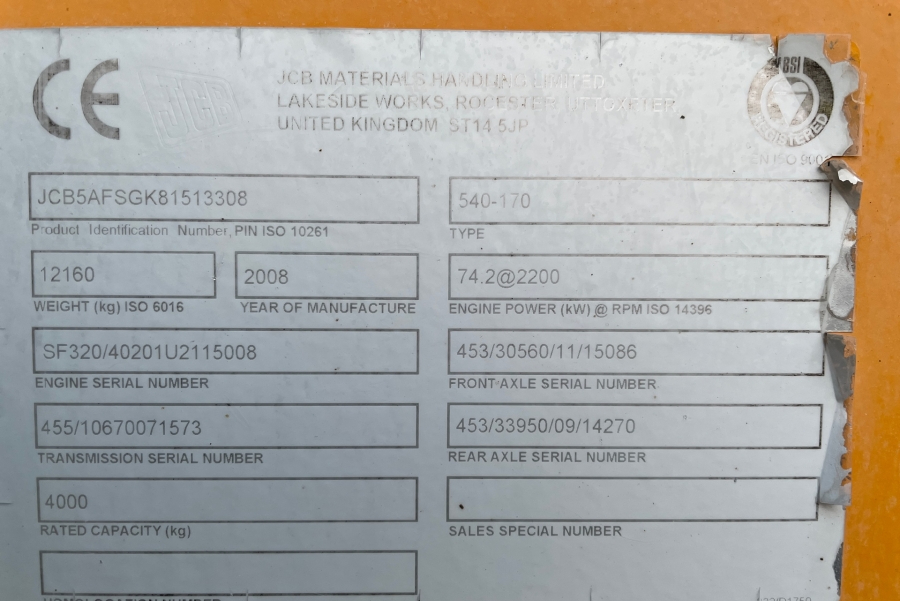 CE
JCB
JCB MATERIALS HANDLING LIMITED
LAKESIDE WORKS, ROCESTER, UTTOXETER
UNITED KINGDOM ST14 5JP
BSI
REGISTERED
EN ISO
JCB5AFSGK81513308
Product Identification Number, PIN ISO 10261
540-170
TYPE
12160
WEIGHT (kg) ISO 6016
2008
YEAR OF MANUFACTURE
74.2@2200
ENGINE POWER (kW) @ RPM ISO 14396
SF320/40201U2115008
ENGINE SERIAL NUMBER
453/30560/11/15086
FRONT AXLE SERIAL NUMBER
455/10670071573
TRANSMISSION SERIAL NUMBER
453/33950/09/14270
REAR AXLE SERIAL NUMBER
4000
RATED CAPACITY (kg)
SALES SPECIAL NUMBER